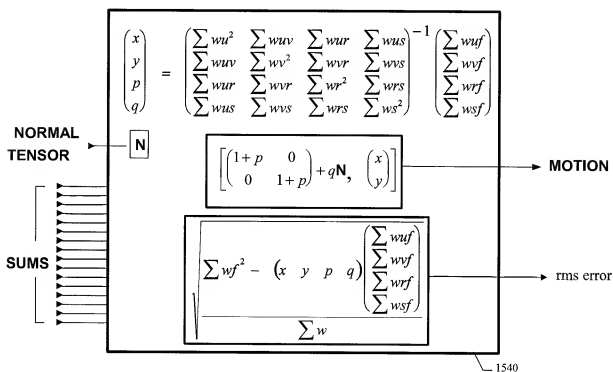 (x y p q) = (∑wu² ∑wuv ∑wur ∑wus)⁻¹ (∑wuf)
∑wuv ∑wv² ∑wvr ∑wvs ∑wvf
∑wur ∑wvr ∑wr² ∑wrs ∑wrf
∑wus ∑wvs ∑wrs ∑ws² ∑wsf
NORMAL
TENSOR
N
[(1+p 0
0 1+p) + qN, (x
y)]
MOTION
SUMS
√ ∑wf² − (x y p q) (∑wuf
∑wvf
∑wrf
∑wsf)
∑w
rms error
1540